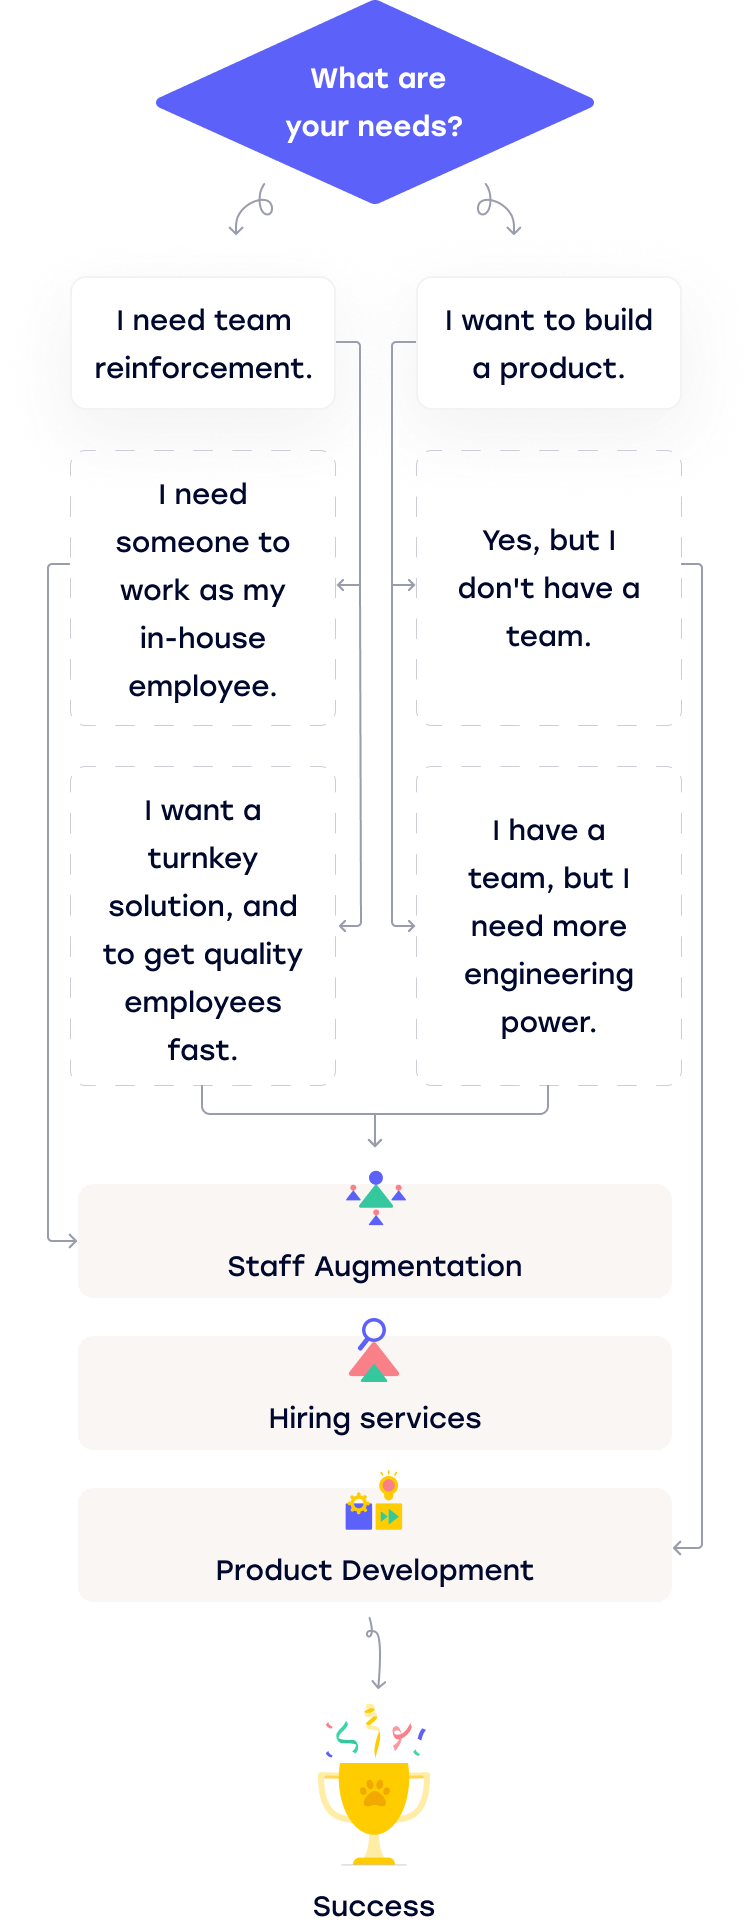 What are
your needs?
I need team
reinforcement.
I want to build
a product.
I need
someone to
work as my
in-house
employee.
Yes, but I
don't have a
team.
I want a
turnkey
solution, and
to get quality
employees
fast.
I have a
team, but I
need more
engineering
power.
Staff Augmentation
Hiring services
Product Development
Success